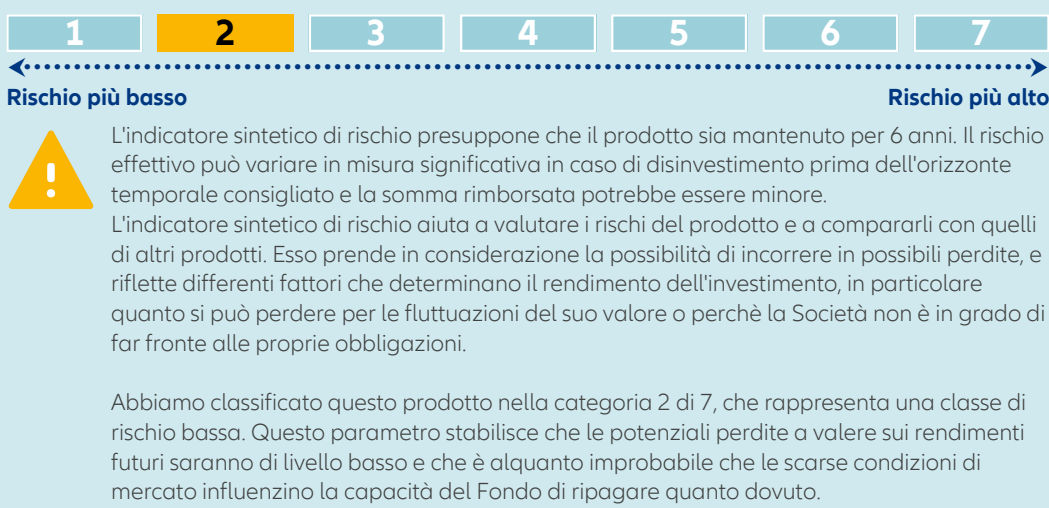 1 2 3 4 5 6 7
Rischio più basso Rischio più alto
L'indicatore sintetico di rischio presuppone che il prodotto sia mantenuto per 6 anni. Il rischio
effettivo può variare in misura significativa in caso di disinvestimento prima dell'orizzonte
temporale consigliato e la somma rimborsata potrebbe essere minore.
L'indicatore sintetico di rischio aiuta a valutare i rischi del prodotto e a compararli con quelli
di altri prodotti. Esso prende in considerazione la possibilità di incorrere in possibili perdite, e
riflette differenti fattori che determinano il rendimento dell'investimento, in particolare
quanto si può perdere per le fluttuazioni del suo valore o perchè la Società non è in grado di
far fronte alle proprie obbligazioni.
Abbiamo classificato questo prodotto nella categoria 2 di 7, che rappresenta una classe di
rischio bassa. Questo parametro stabilisce che le potenziali perdite a valere sui rendimenti
futuri saranno di livello basso e che è alquanto improbabile che le scarse condizioni di
mercato influenzino la capacità del Fondo di ripagare quanto dovuto.